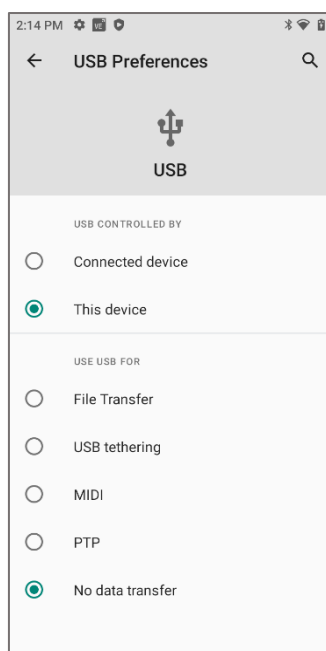 2:14 PM
USB Preferences
USB
USB CONTROLLED BY
Connected device
This device
USE USB FOR
File Transfer
USB tethering
MIDI
PTP
No data transfer